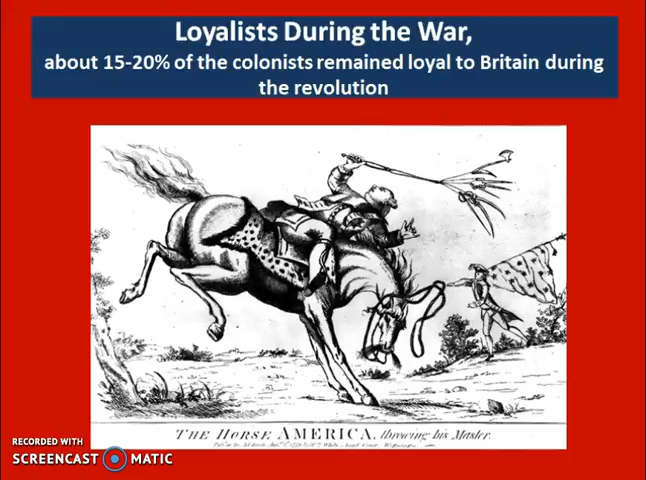 Loyalists During the War,
about 15-20% of the colonists remained loyal to Britain during
the revolution
THE HORSE AMERICA, throwing his Master.
RECORDED WITH
SCREENCAST MATIC